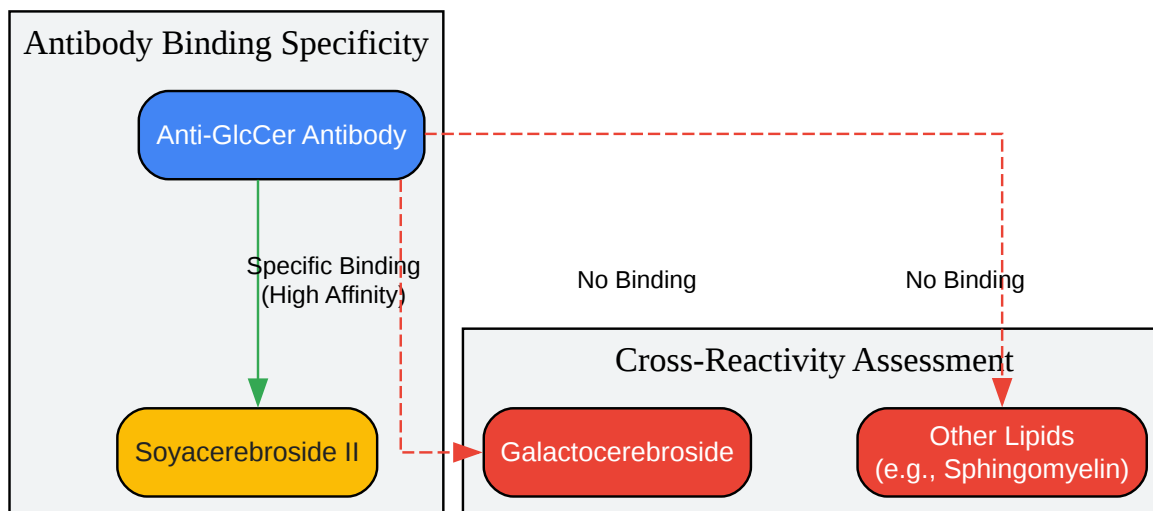 Antibody Binding Specificity
Anti-GlcCer Antibody
Specific Binding
(High Affinity)
No Binding
No Binding
Cross-Reactivity Assessment
Soyacerebroside II
Galactocerebroside
Other Lipids
(e.g., Sphingomyelin)